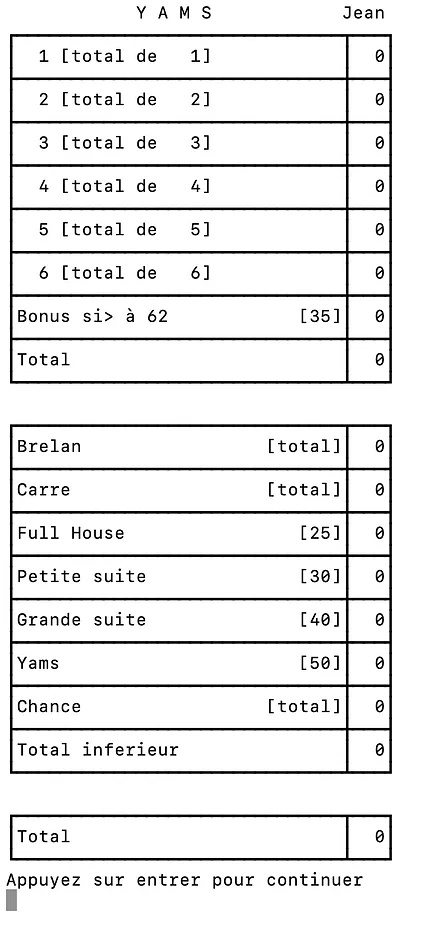 Y A M S Jean
1 [total de 1] 0
2 [total de 2] 0
3 [total de 3] 0
4 [total de 4] 0
5 [total de 5] 0
6 [total de 6] 0
Bonus si> à 62 [35] 0
Total 0
Brelan [total] 0
Carre [total] 0
Full House [25] 0
Petite suite [30] 0
Grande suite [40] 0
Yams [50] 0
Chance [total] 0
Total inferieur 0
Total 0
Appuyez sur entrer pour continuer